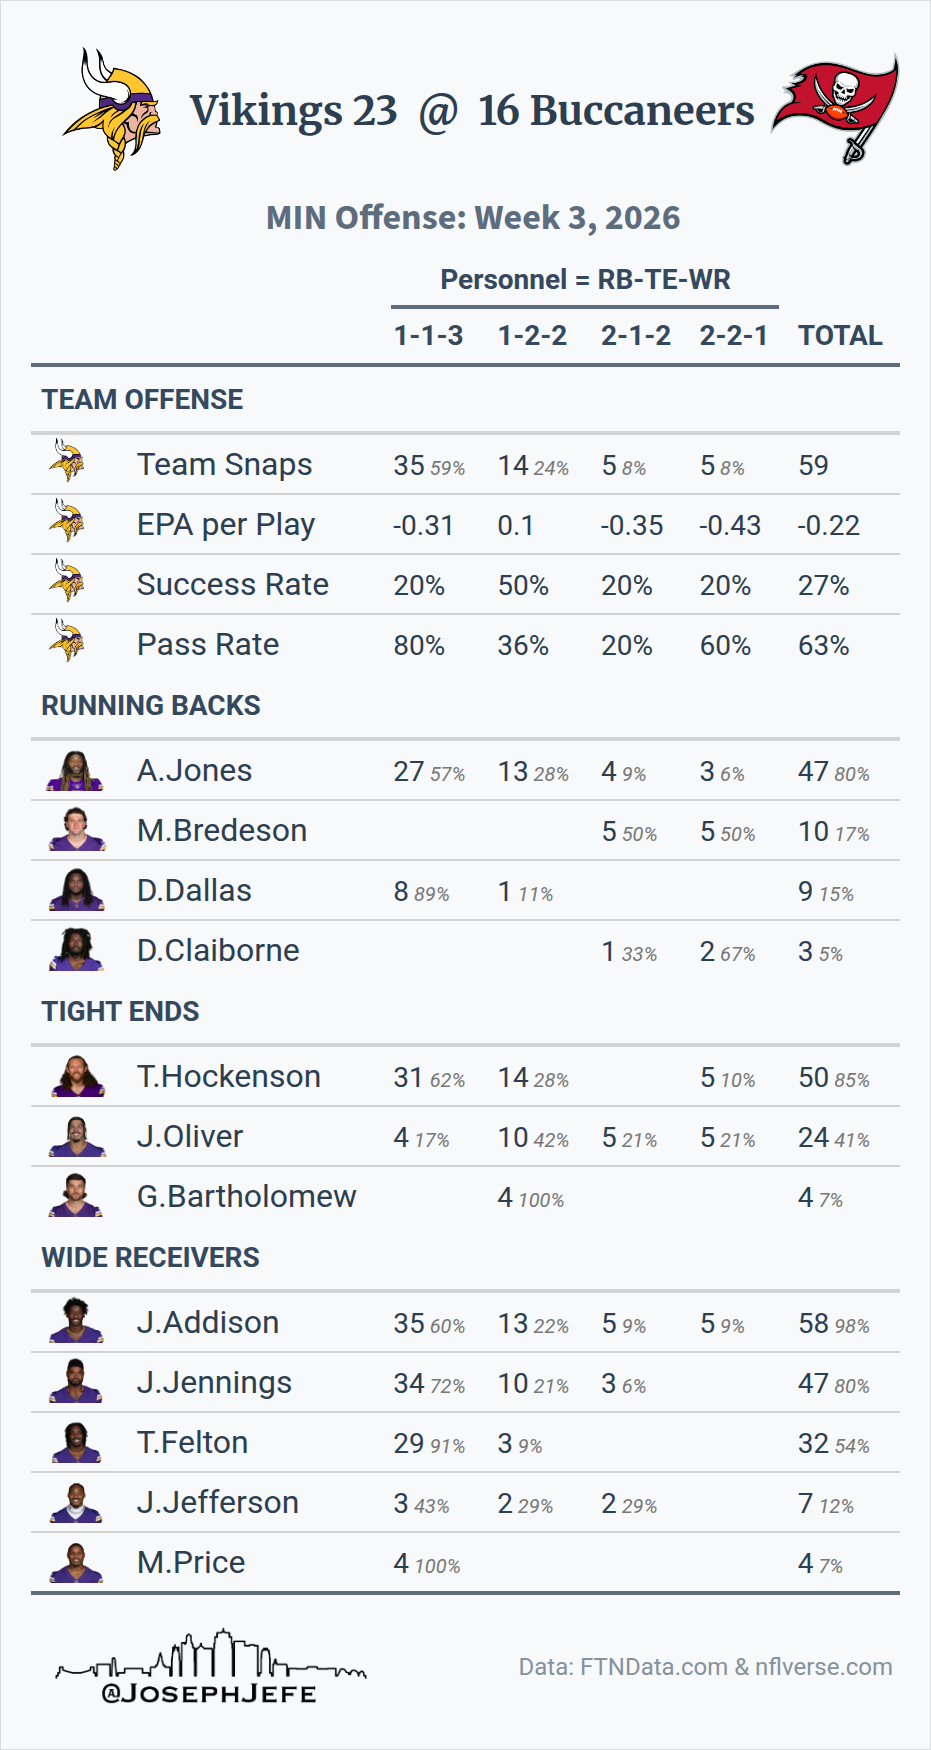 Vikings 23 @ 16 Buccaneers
MIN Offense: Week 3, 2026
Personnel = RB-TE-WR
1-1-3 1-2-2 2-1-2 2-2-1 TOTAL
TEAM OFFENSE
Team Snaps 35 59% 14 24% 5 8% 5 8% 59
EPA per Play -0.31 0.1 -0.35 -0.43 -0.22
Success Rate 20% 50% 20% 20% 27%
Pass Rate 80% 36% 20% 60% 63%
RUNNING BACKS
A.Jones 27 57% 13 28% 4 9% 3 6% 47 80%
M.Bredeson 5 50% 5 50% 10 17%
D.Dallas 8 89% 1 11% 9 15%
D.Claiborne 1 33% 2 67% 3 5%
TIGHT ENDS
T.Hockenson 31 62% 14 28% 5 10% 50 85%
J.Oliver 4 17% 10 42% 5 21% 5 21% 24 41%
G.Bartholomew 4 100% 4 7%
WIDE RECEIVERS
J.Addison 35 60% 13 22% 5 9% 5 9% 58 98%
J.Jennings 34 72% 10 21% 3 6% 47 80%
T.Felton 29 91% 3 9% 32 54%
J.Jefferson 3 43% 2 29% 2 29% 7 12%
M.Price 4 100% 4 7%
@JosephJefe
Data: FTNData.com & nflverse.com